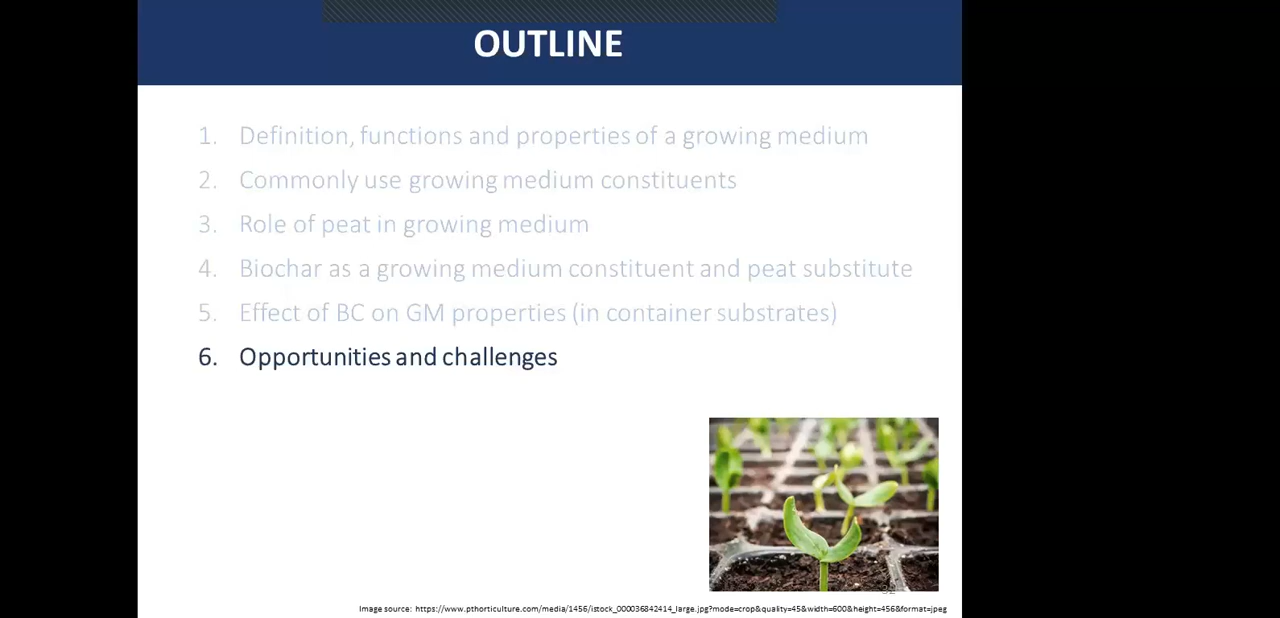 OUTLINE
1. Definition, functions and properties of a growing medium
2. Commonly use growing medium constituents
3. Role of peat in growing medium
4. Biochar as a growing medium constituent and peat substitute
5. Effect of BC on GM properties (in container substrates)
6. Opportunities and challenges
Image source: https://www.pthorticulture.com/media/1456/istock_000036842414_large.jpg?mode=crop&quality=45&width=600&height=456&format=jpeg